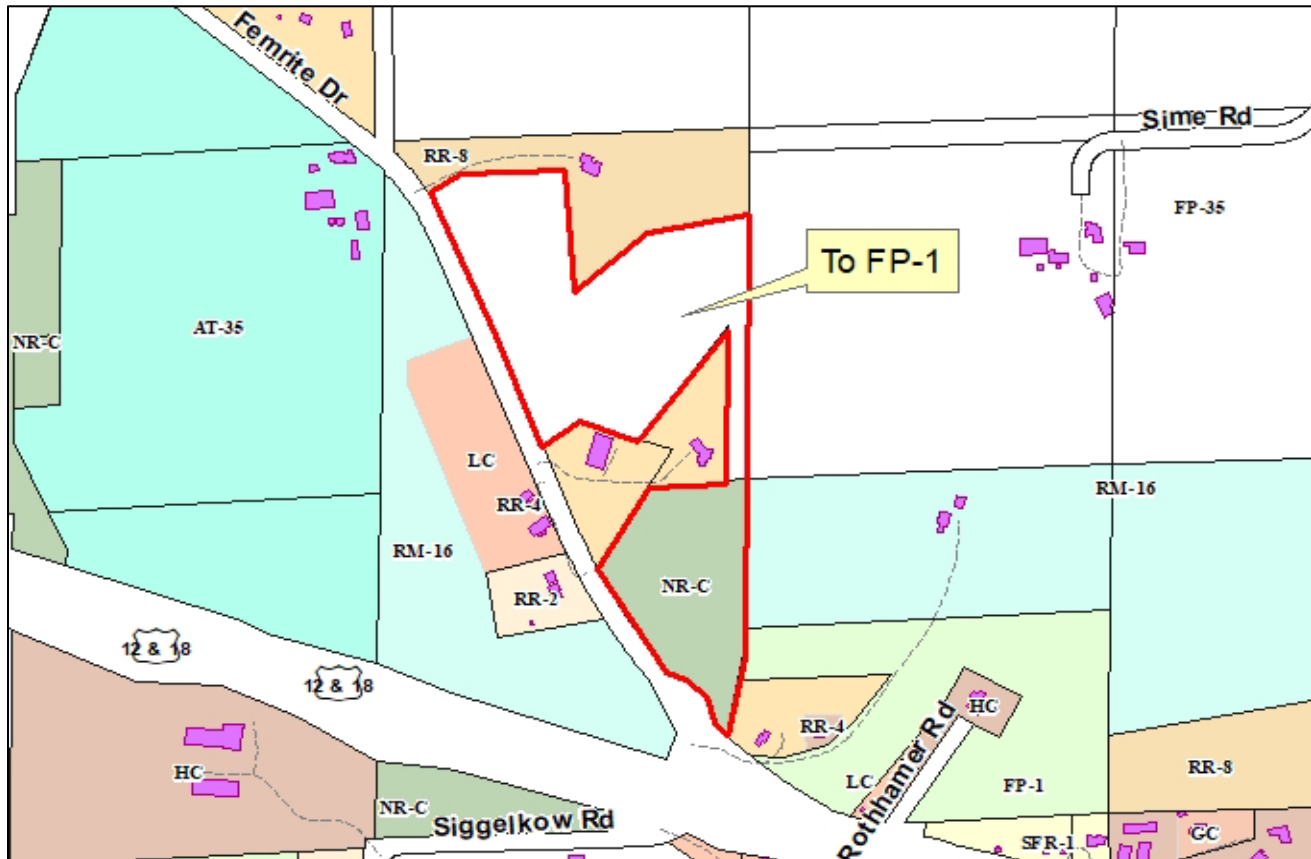 Femrite Dr
Sime Rd
RR-8
FP-35
To FP-1
AT-35
NR-C
LC
RR-4
RM-16
RM-16
NR-C
RR-2
12 & 18
12 & 18
HC
RR-4
HC
Rothhamer Rd
LC
FP-1
RR-8
NR-C
Siggelkow Rd
SFR-1
GC